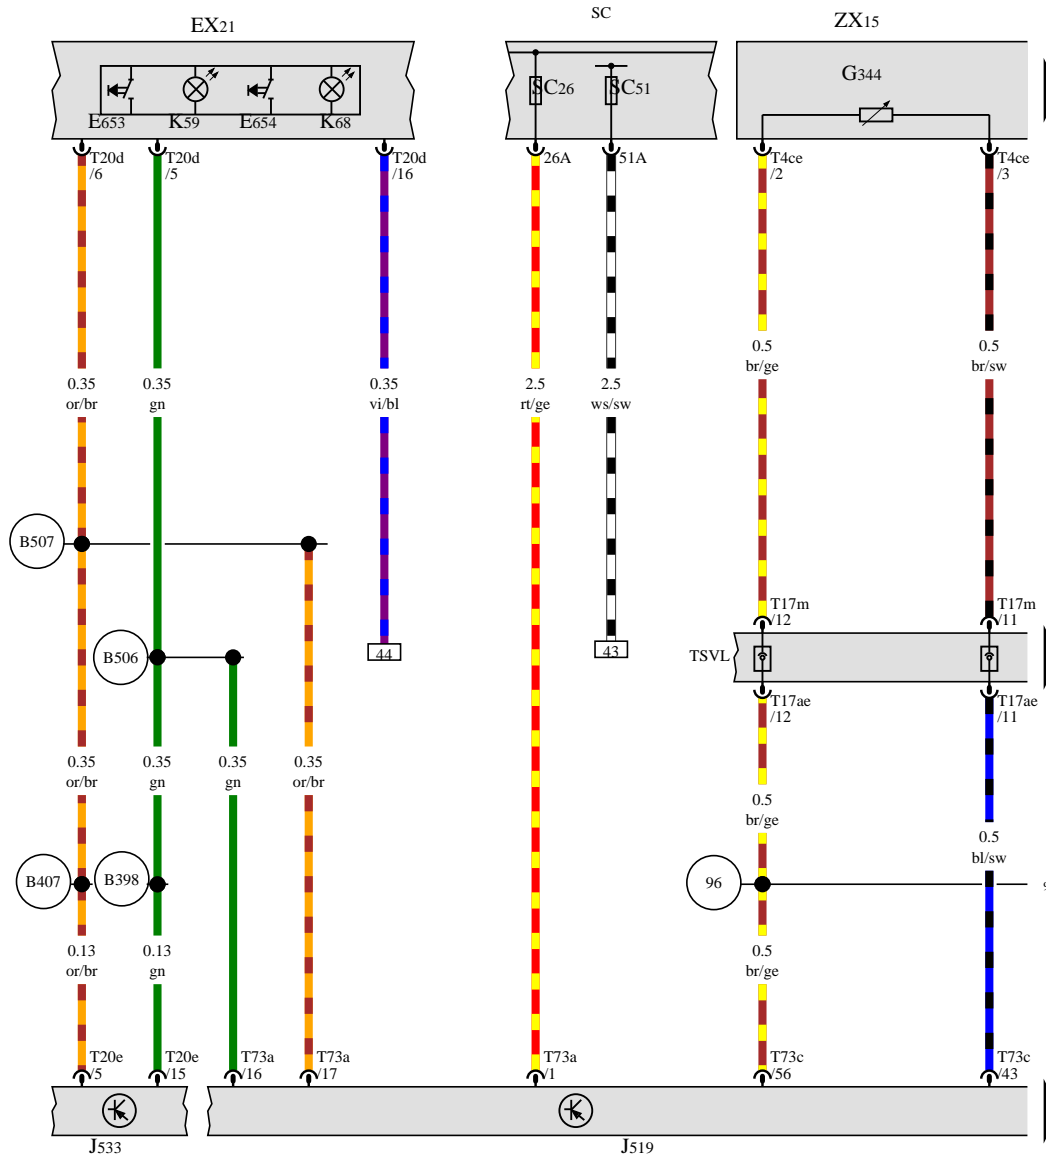 EX21
SC
ZX15
G344
SC26
SC51
E653
K59
E654
K68
T20d
/6
T20d
/5
T20d
/16
26A
51A
T4ce
/2
T4ce
/3
0.5
br/ge
0.5
br/sw
0.35
or/br
0.35
gn
0.35
vi/bl
2.5
rt/ge
2.5
ws/sw
B507
T17m
/12
T17m
/11
B506
44
43
TSVL
T17ae
/12
T17ae
/11
0.35
or/br
0.35
gn
0.35
gn
0.35
or/br
0.5
br/ge
0.5
bl/sw
B407
B398
96
0.13
or/br
0.13
gn
0.5
br/ge
T20e
/5
T20e
/15
T73a
/16
T73a
/17
T73a
/1
T73c
/56
T73c
/43
J533
J519